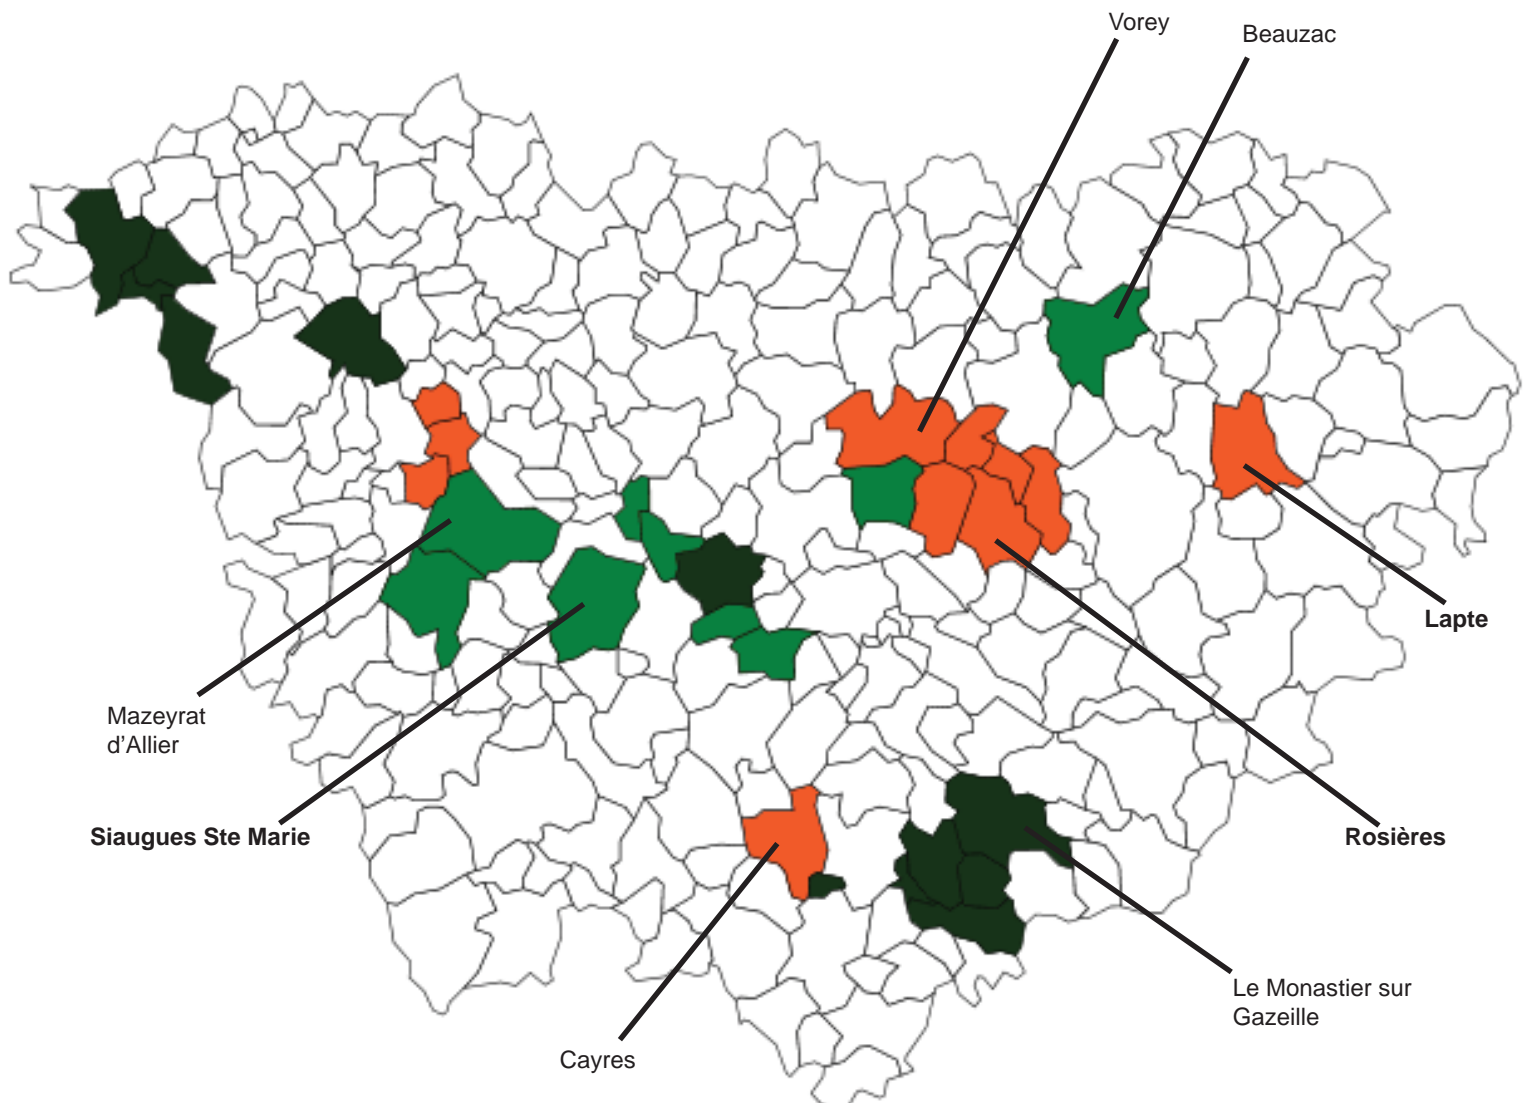 Vorey
Beauzac
Lapte
Mazeyrat
d'Allier
Siaugues Ste Marie
Rosières
Le Monastier sur
Gazeille
Cayres